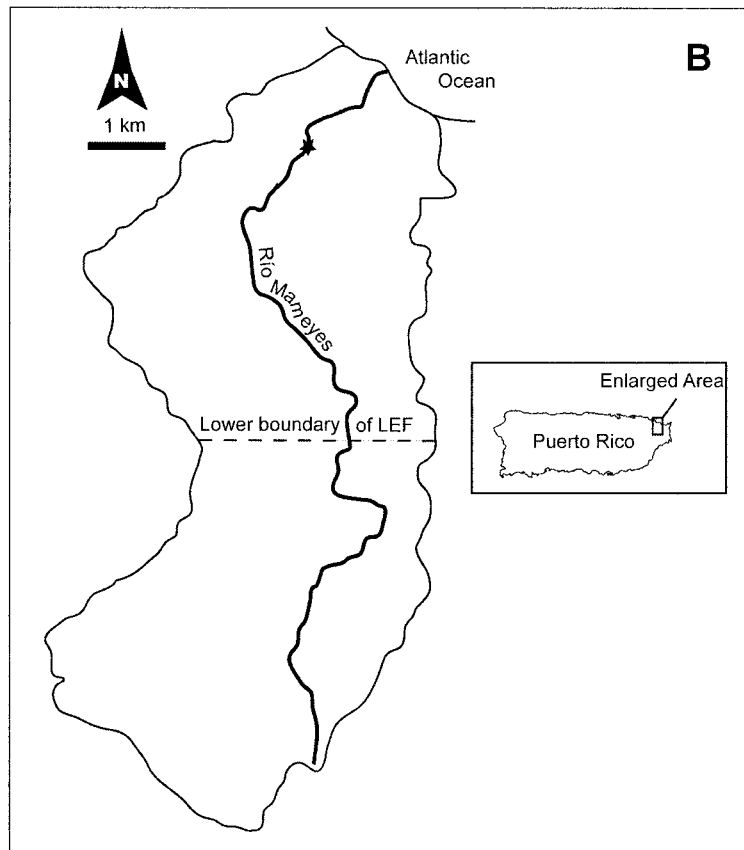 Atlantic
Ocean
B
N
1 km
Río Mameyes
Lower boundary of LEF
Enlarged Area
Puerto Rico